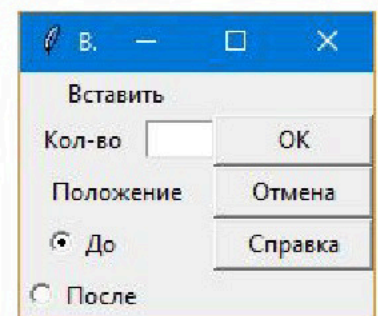 В.
Вставить
Кол-во OK
Положение Отмена
До Справка
После